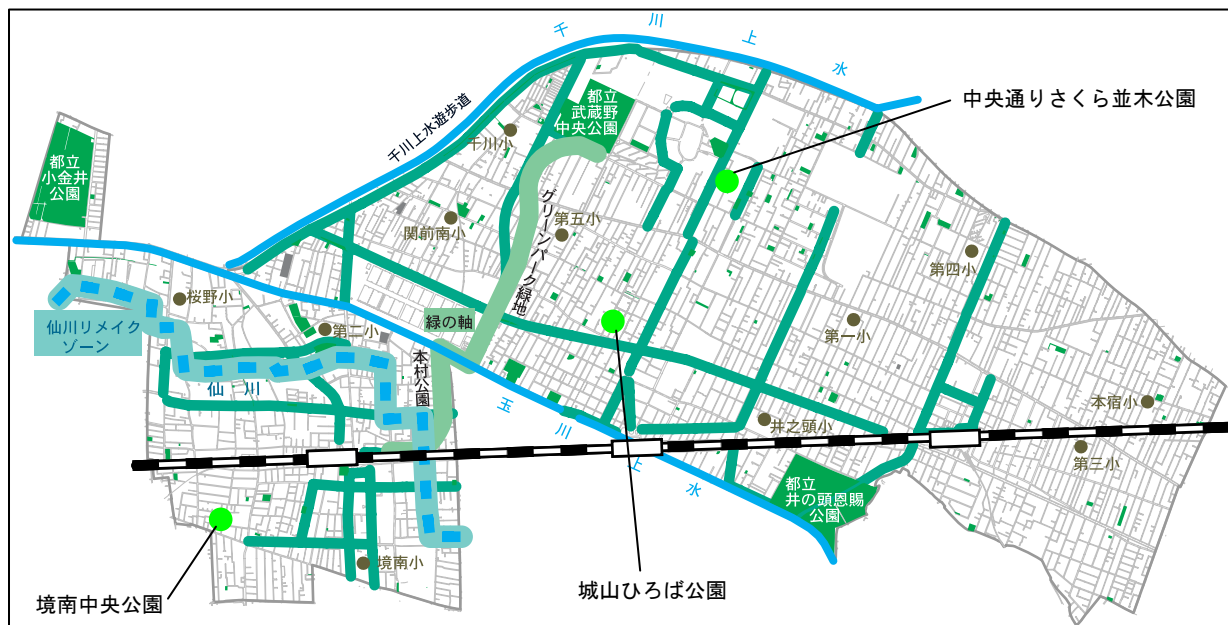 千川上水
中央通りさくら並木公園
都立
武蔵野
中央公園
千川上水遊歩道
千川小
都立
小金井
公園
グリーンパーク緑地
第五小
関前南小
第四小
桜野小
仙川リメイク
ゾーン
第二小
緑の軸
第一小
仙川
本村公園
玉川上水
本宿小
井之頭小
第三小
都立
井の頭恩賜
公園
境南小
城山ひろば公園
境南中央公園